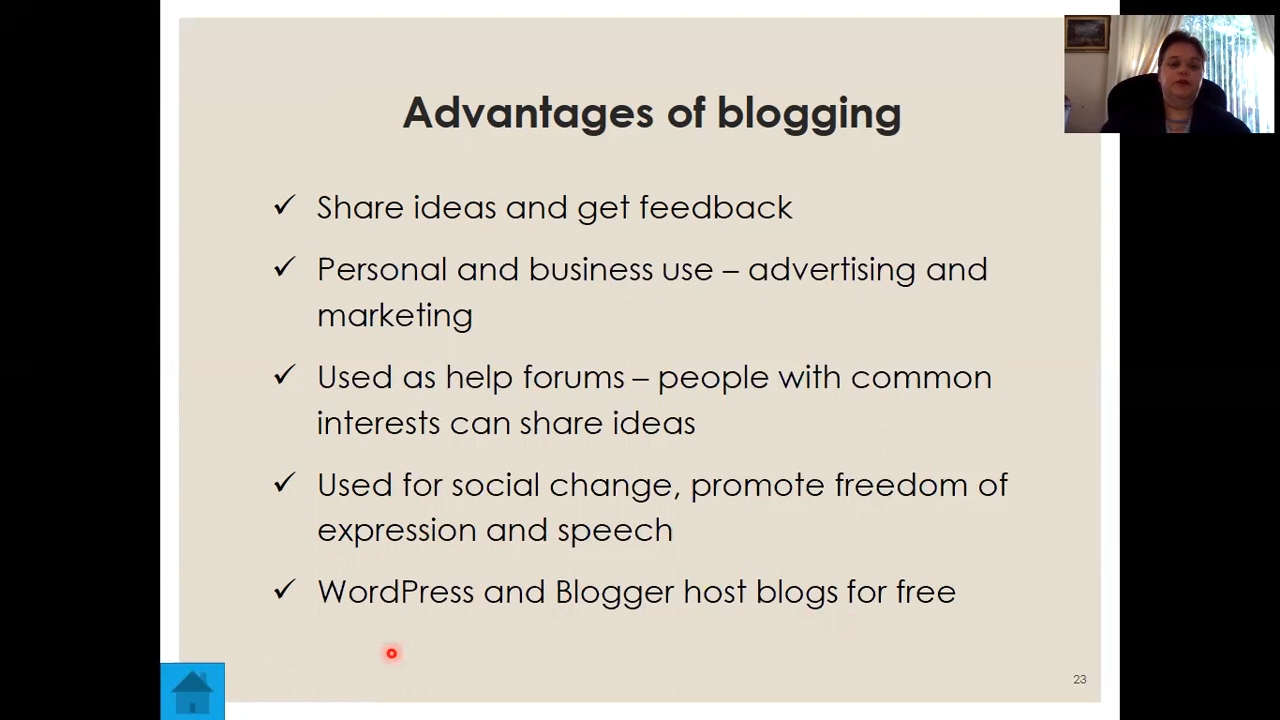 Advantages of blogging
✓ Share ideas and get feedback
✓ Personal and business use – advertising and
marketing
✓ Used as help forums – people with common
interests can share ideas
✓ Used for social change, promote freedom of
expression and speech
✓ WordPress and Blogger host blogs for free
23